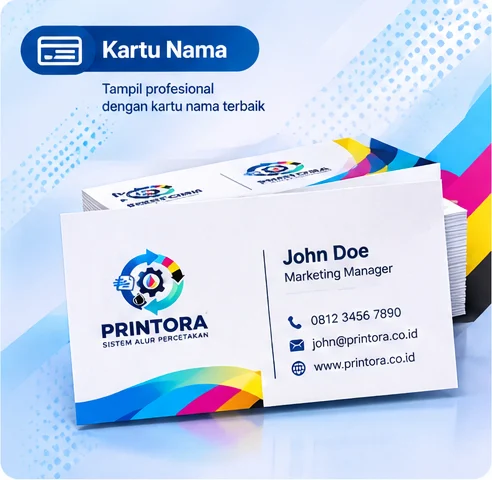 Kartu Nama
Tampil profesional
dengan kartu nama terbaik
PRINTORA
SISTEM ALUR PERCETAKAN
John Doe
Marketing Manager
0812 3456 7890
john@printora.co.id
www.printora.co.id